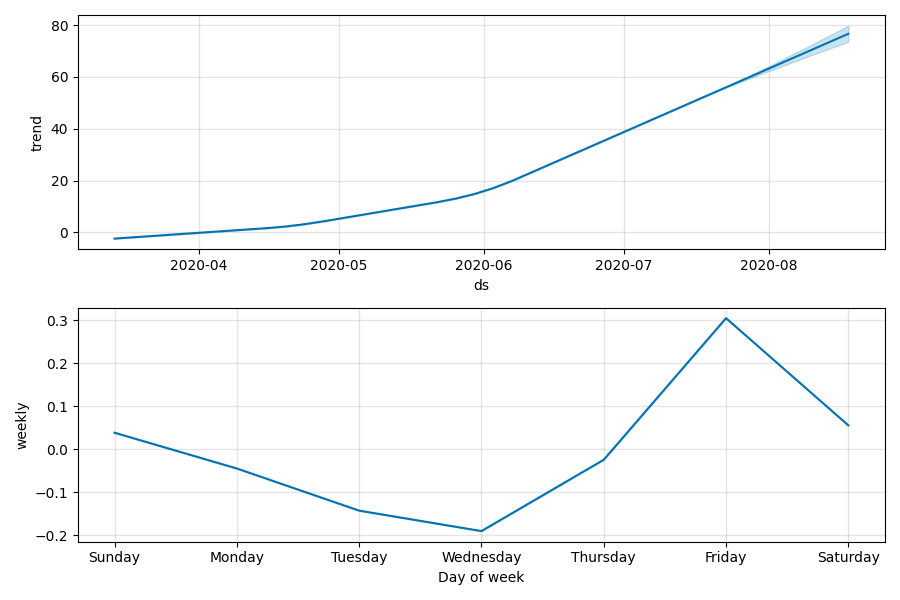 80
60
40
20
0
trend
2020-04 2020-05 2020-06 2020-07 2020-08
ds
0.3
0.2
0.1
0.0
−0.1
−0.2
weekly
Sunday Monday Tuesday Wednesday Thursday Friday Saturday
Day of week